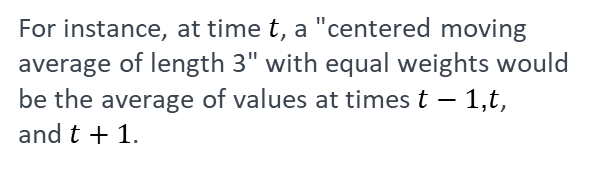 For instance, at time t, a "centered moving
average of length 3" with equal weights would
be the average of values at times t − 1,t,
and t + 1.